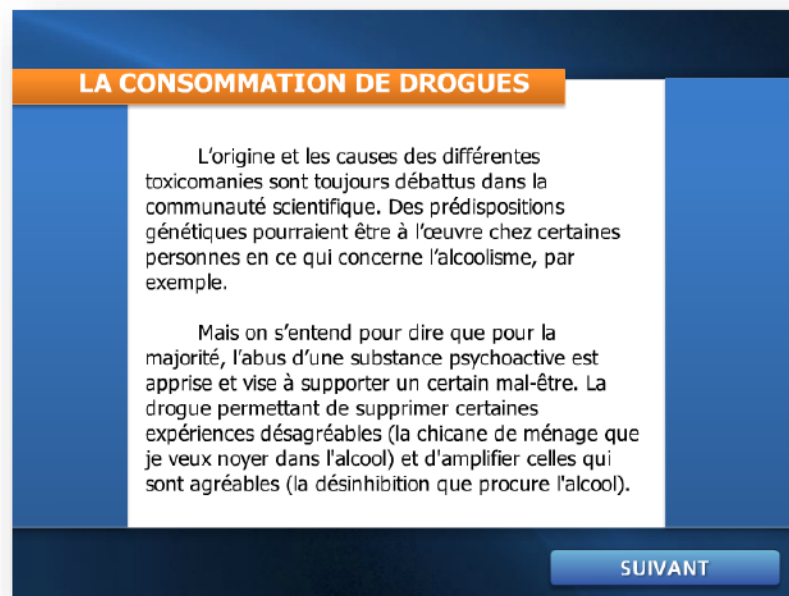 LA CONSOMMATION DE DROGUES
L'origine et les causes des différentes
toxicomanies sont toujours débattus dans la
communauté scientifique. Des prédispositions
génétiques pourraient être à l'œuvre chez certaines
personnes en ce qui concerne l'alcoolisme, par
exemple.
Mais on s'entend pour dire que pour la
majorité, l'abus d'une substance psychoactive est
apprise et vise à supporter un certain mal-être. La
drogue permettant de supprimer certaines
expériences désagréables (la chicane de ménage que
je veux noyer dans l'alcool) et d'amplifier celles qui
sont agréables (la désinhibition que procure l'alcool).
SUIVANT